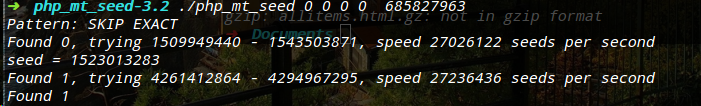 ➜ php_mt_seed-3.2 ./php_mt_seed 0 0 0 0  685827963
gzip: allitems.html.gz: not in gzip format
Pattern: SKIP EXACT
➜ Documents
Found 0, trying 1509949440 - 1543503871, speed 27026122 seeds per second
seed = 1523013283
Found 1, trying 4261412864 - 4294967295, speed 27236436 seeds per second
Found 1